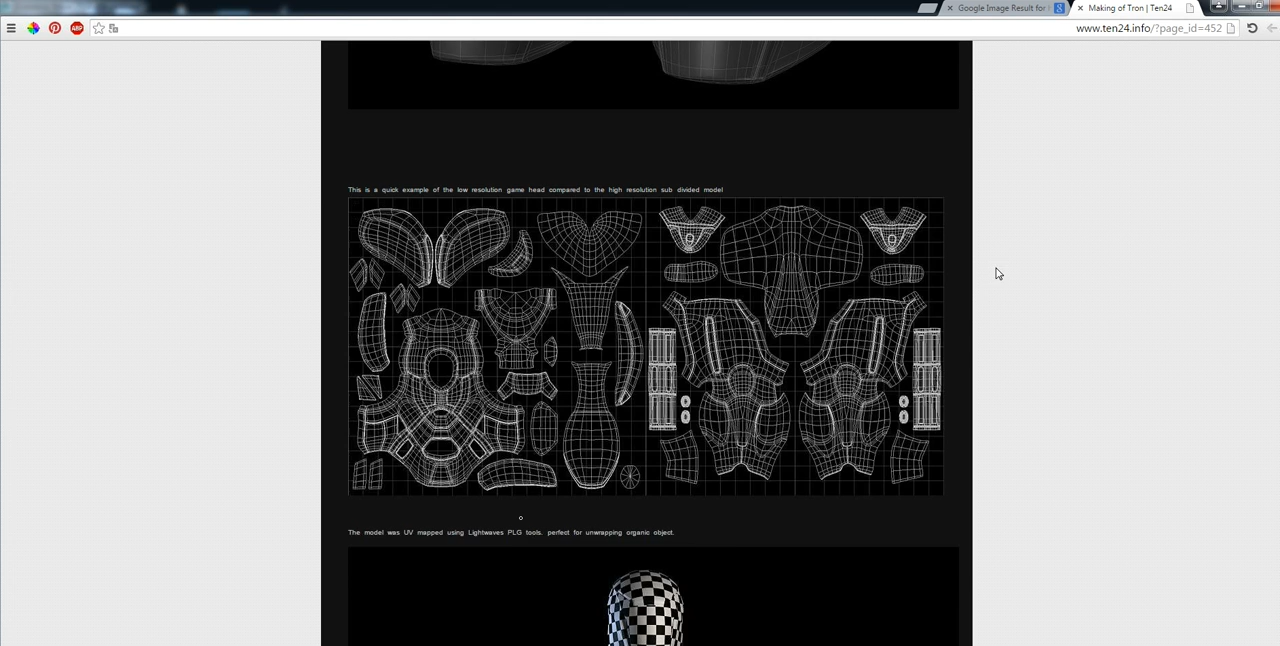 Google Image Result for
Making of Tron | Ten24
ABP
www.ten24.info/?page_id=452
This is a quick example of the low resolution game head compared to the high resolution sub divided model
The model was UV mapped using Lightwaves PLG tools. perfect for unwrapping organic object.